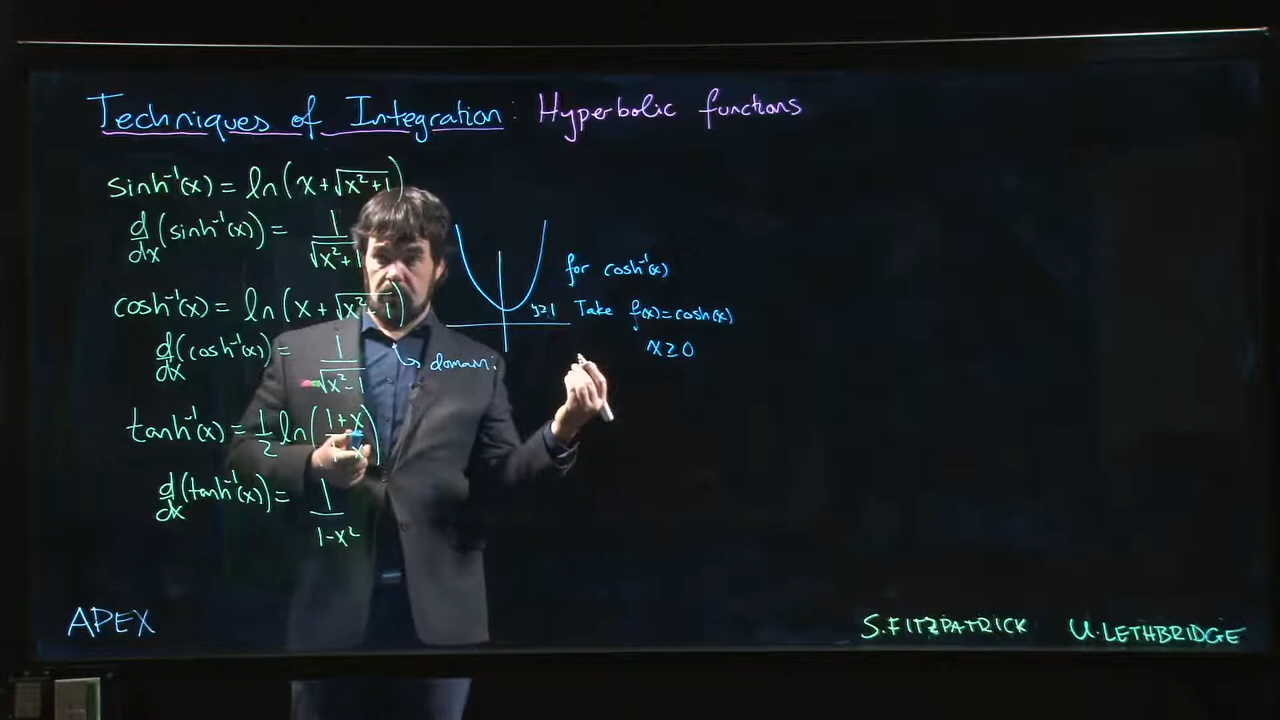 Techniques of Integration: Hyperbolic functions
sinh⁻¹(x) = ln(x+√(x²+1))
d/dx (sinh⁻¹(x)) = 1/√(x²+1)
cosh⁻¹(x) = ln(x+√(x²-1))
d/dx (cosh⁻¹(x)) = 1/√(x²-1)
domain:
tanh⁻¹(x) = 1/2 ln(1+x/1-x)
d/dx (tanh⁻¹(x)) = 1/1-x²
y≥1
for cosh⁻¹(x)
Take f(x)=cosh(x)
x≥0
APEX
S.FITZPATRICK U.LETHBRIDGE